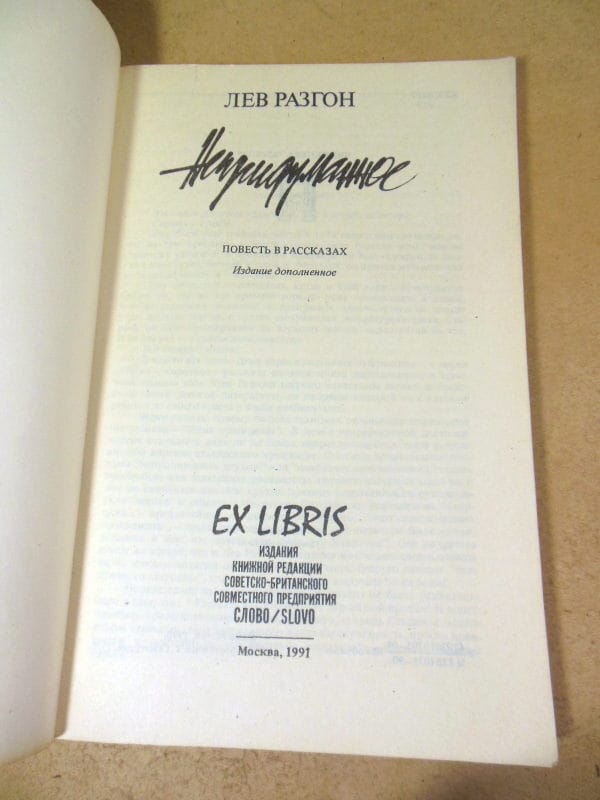 ЛЕВ РАЗГОН
Непридуманное
ПОВЕСТЬ В РАССКАЗАХ
Издание дополненное
EX LIBRIS
ИЗДАНИЯ
КНИЖНОЙ РЕДАКЦИИ
СОВЕТСКО-БРИТАНСКОГО
СОВМЕСТНОГО ПРЕДПРИЯТИЯ
СЛОВО/SLOVO
Москва, 1991